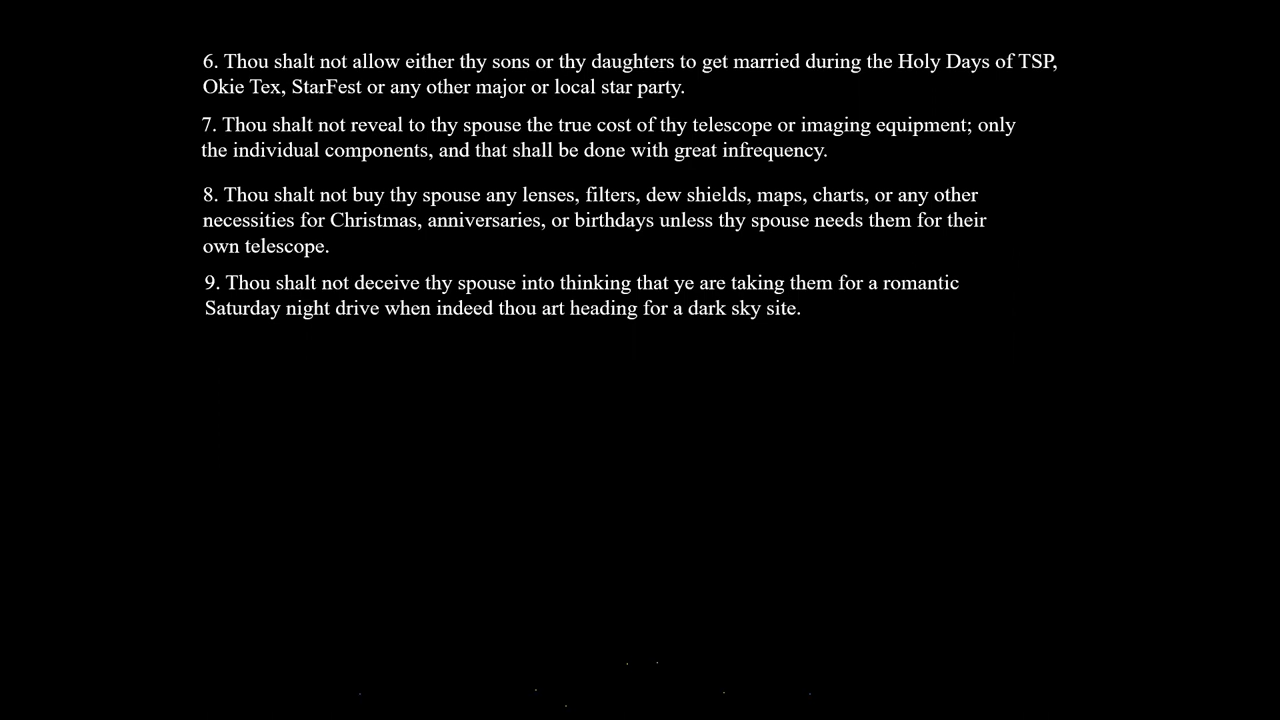 6. Thou shalt not allow either thy sons or thy daughters to get married during the Holy Days of TSP,
Okie Tex, StarFest or any other major or local star party.
7. Thou shalt not reveal to thy spouse the true cost of thy telescope or imaging equipment; only
the individual components, and that shall be done with great infrequency.
8. Thou shalt not buy thy spouse any lenses, filters, dew shields, maps, charts, or any other
necessities for Christmas, anniversaries, or birthdays unless thy spouse needs them for their
own telescope.
9. Thou shalt not deceive thy spouse into thinking that ye are taking them for a romantic
Saturday night drive when indeed thou art heading for a dark sky site.